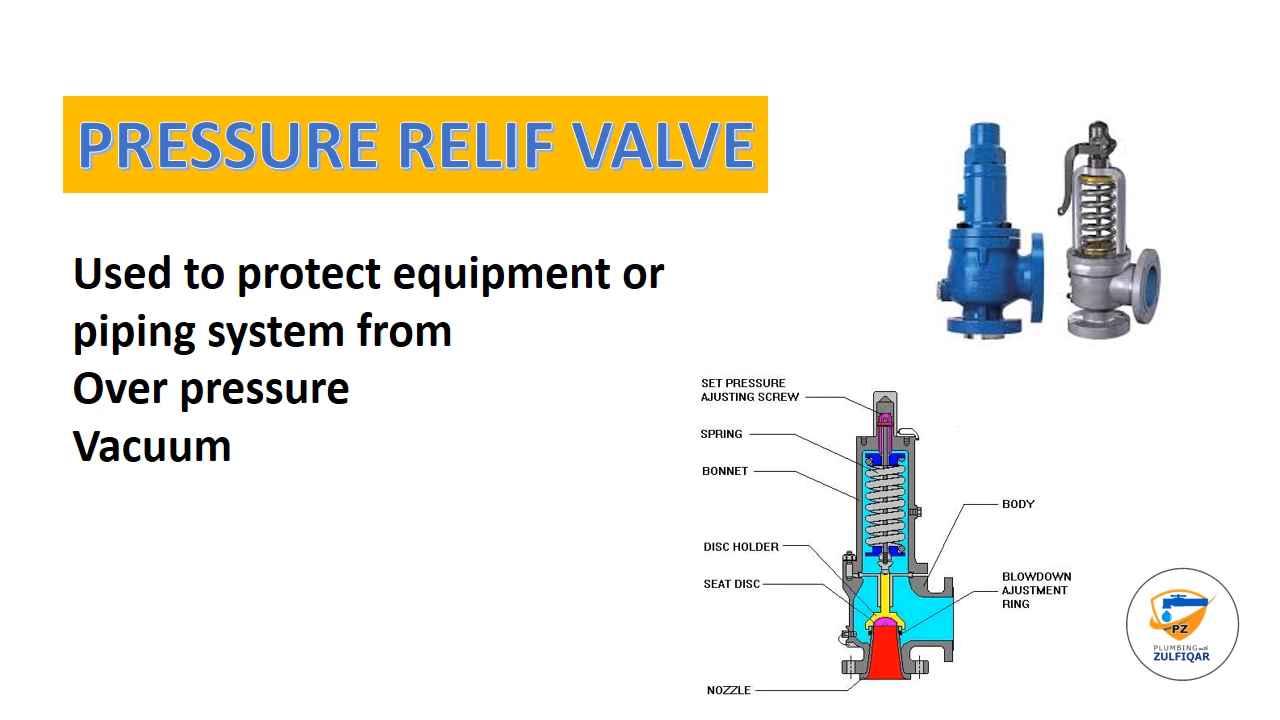 PRESSURE RELIF VALVE
Used to protect equipment or
piping system from
Over pressure
Vacuum
SET PRESSURE
AJUSTING SCREW
SPRING
BONNET
DISC HOLDER
SEAT DISC
NOZZLE
BODY
BLOWDOWN
AJUSTMENT
RING
PZ
PLUMBING with
ZULFIQAR